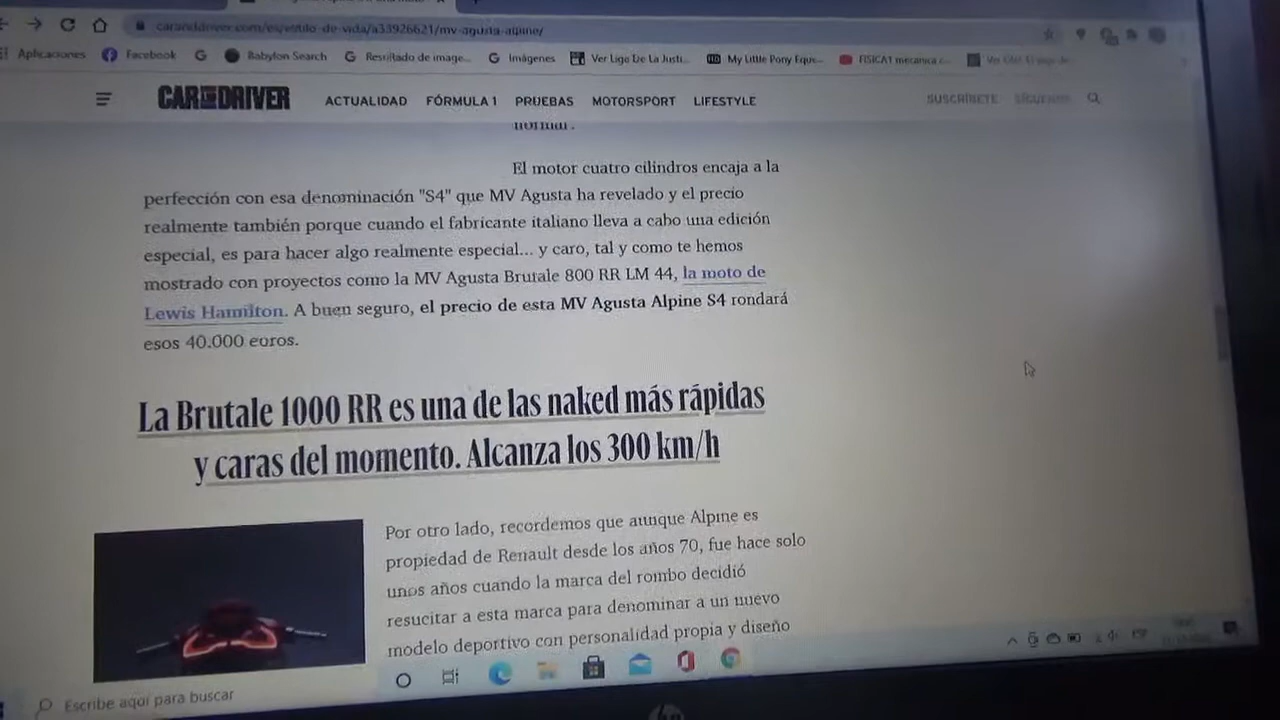 caranddriver.com/es/estilo-de-vida/a33926621/mv-agusta-alpine/
Aplicaciones Facebook Babylon Search Resultado de image... Imágenes Ver Liga De La Justi... My Little Pony Eque... FISICA1 mecanica c...
CAR AND DRIVER ACTUALIDAD FÓRMULA 1 PRUEBAS MOTORSPORT LIFESTYLE SUSCRÍBETE SÍGUENOS
normal.
El motor cuatro cilindros encaja a la
perfección con esa denominación "S4" que MV Agusta ha revelado y el precio
realmente también porque cuando el fabricante italiano lleva a cabo una edición
especial, es para hacer algo realmente especial... y caro, tal y como te hemos
mostrado con proyectos como la MV Agusta Brutale 800 RR LM 44, la moto de
Lewis Hamilton. A buen seguro, el precio de esta MV Agusta Alpine S4 rondará
esos 40.000 euros.
La Brutale 1000 RR es una de las naked más rápidas
y caras del momento. Alcanza los 300 km/h
Por otro lado, recordemos que aunque Alpine es
propiedad de Renault desde los años 70, fue hace solo
unos años cuando la marca del rombo decidió
resucitar a esta marca para denominar a un nuevo
modelo deportivo con personalidad propia y diseño
Escribe aquí para buscar
hp